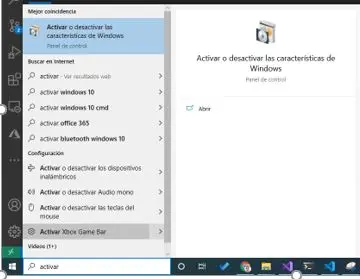 Mejor coincidencia
Activar o desactivar las
características de Windows
Panel de control
Buscar en Internet
activar - Ver resultados web
activar windows 10
activar windows 10 cmd
activar office 365
activar bluetooth windows 10
Configuración
Activar o desactivar los dispositivos
inalámbricos
Activar o desactivar Audio mono
Activar o desactivar las teclas del
mouse
Activar Xbox Game Bar
Vídeos (1+)
activar
Activar o desactivar las características de
Windows
Panel de control
Abrir